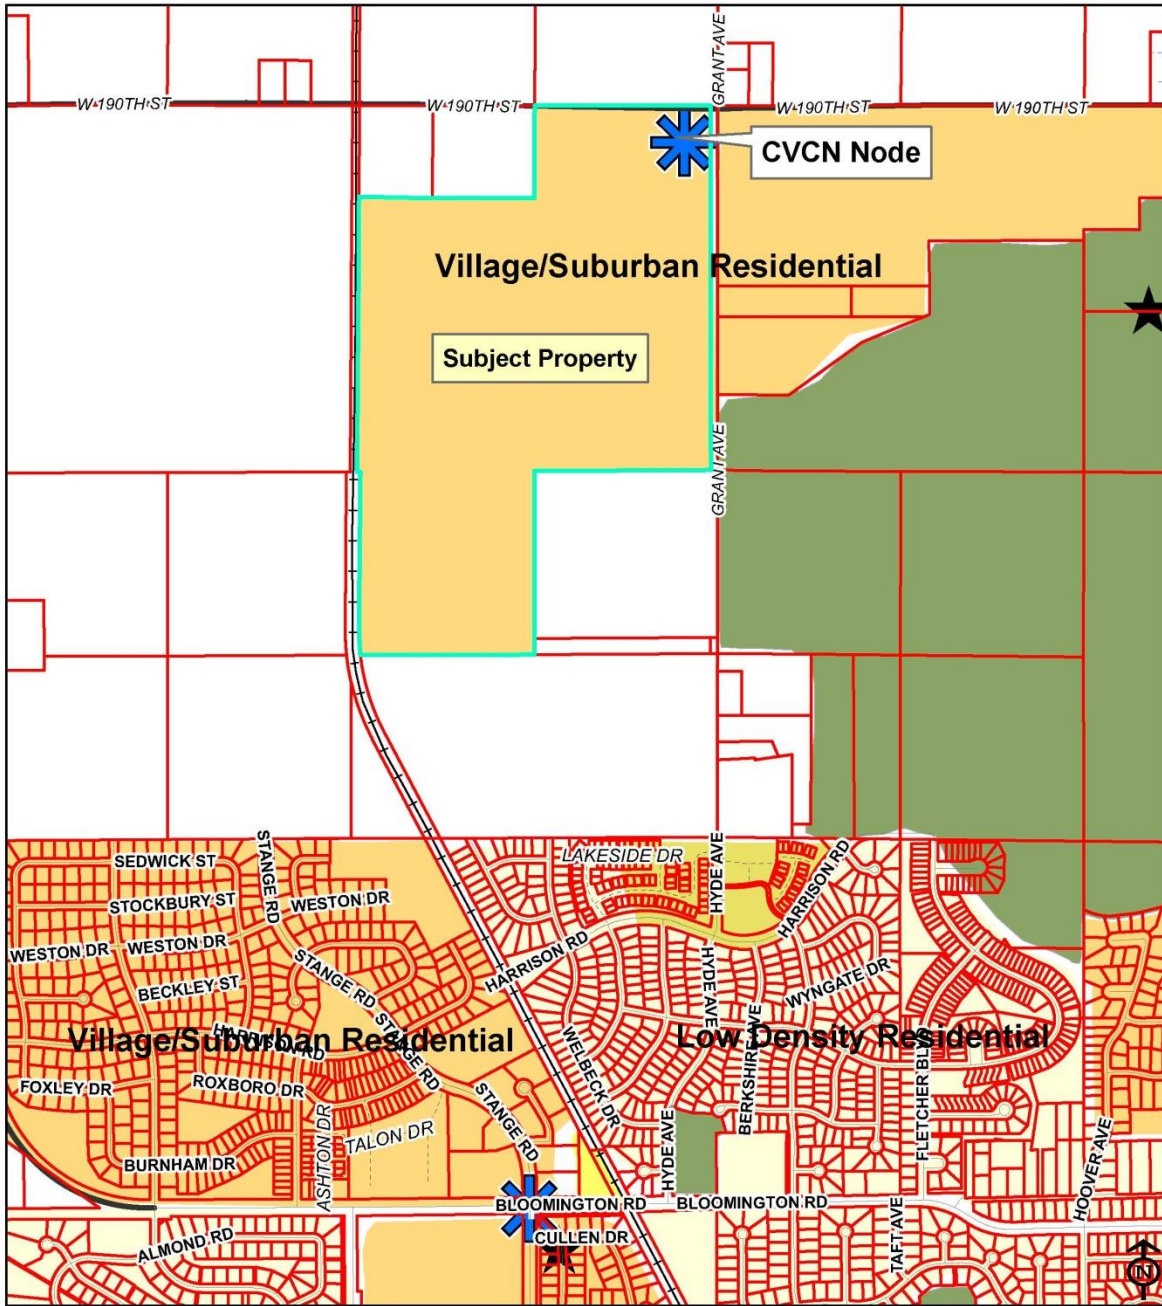 GRANT AVE
W 190TH ST
W 190TH ST
W 190TH ST
W 190TH ST
CVCN Node
Village/Suburban Residential
Subject Property
GRANT AVE
LAKESIDE DR
HYDE AVE
HARRISON RD
SEDWICK ST
STANGE RD
STOCKBURY ST
WESTON DR
WESTON DR
WESTON DR
HARRISON RD
STANGE RD
HYDE AVE
WYNGATE DR
BECKLEY ST
Village/Suburban Residential
HARRISON RD
STANGE RD
Low Density Residential
BERKSHIRE AVE
WELBECK DR
FOXLEY DR
ROXBORO DR
STANGE RD
FLETCHER BLVD
TALON DR
ASHTON DR
BURNHAM DR
HYDE AVE
HOOVER AVE
BLOOMINGTON RD
BLOOMINGTON RD
ALMOND RD
CULLEN DR
TAFT AVE
N